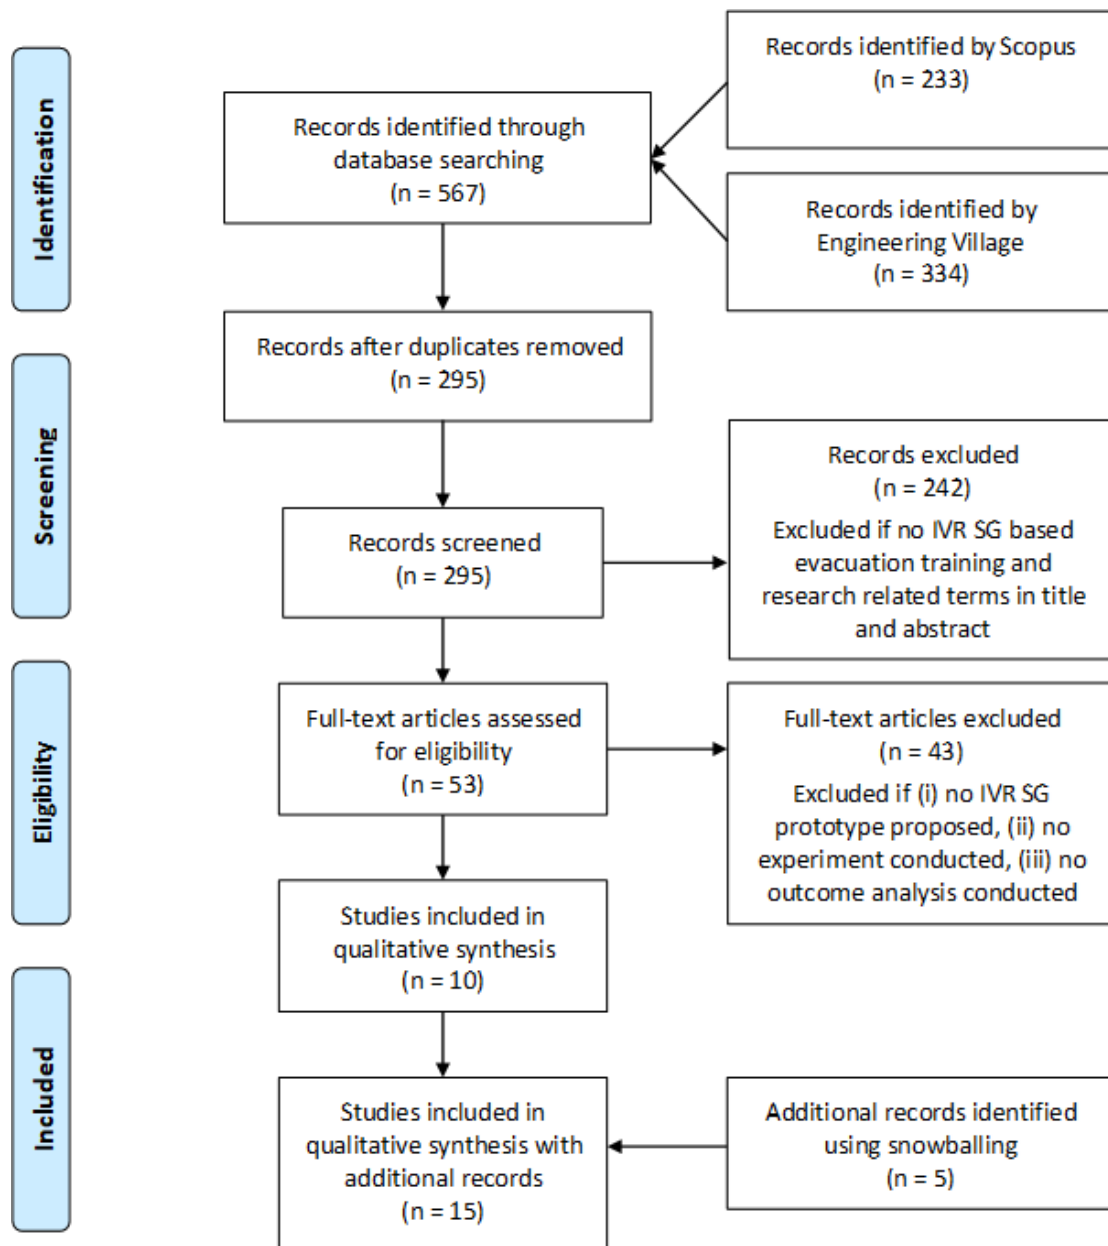 Identification
Records identified by Scopus
(n = 233)
Records identified through
database searching
(n = 567)
Records identified by
Engineering Village
(n = 334)
Records after duplicates removed
(n = 295)
Screening
Records screened
(n = 295)
Records excluded
(n = 242)
Excluded if no IVR SG based
evacuation training and
research related terms in title
and abstract
Eligibility
Full-text articles assessed
for eligibility
(n = 53)
Full-text articles excluded
(n = 43)
Excluded if (i) no IVR SG
prototype proposed, (ii) no
experiment conducted, (iii) no
outcome analysis conducted
Studies included in
qualitative synthesis
(n = 10)
Included
Studies included in
qualitative synthesis with
additional records
(n = 15)
Additional records identified
using snowballing
(n = 5)